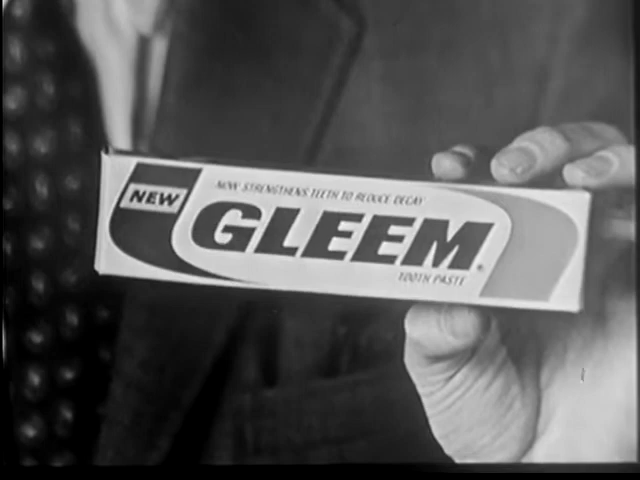 NEW
NOW STRENGTHENS TEETH TO REDUCE DECAY
GLEEM®
TOOTH PASTE